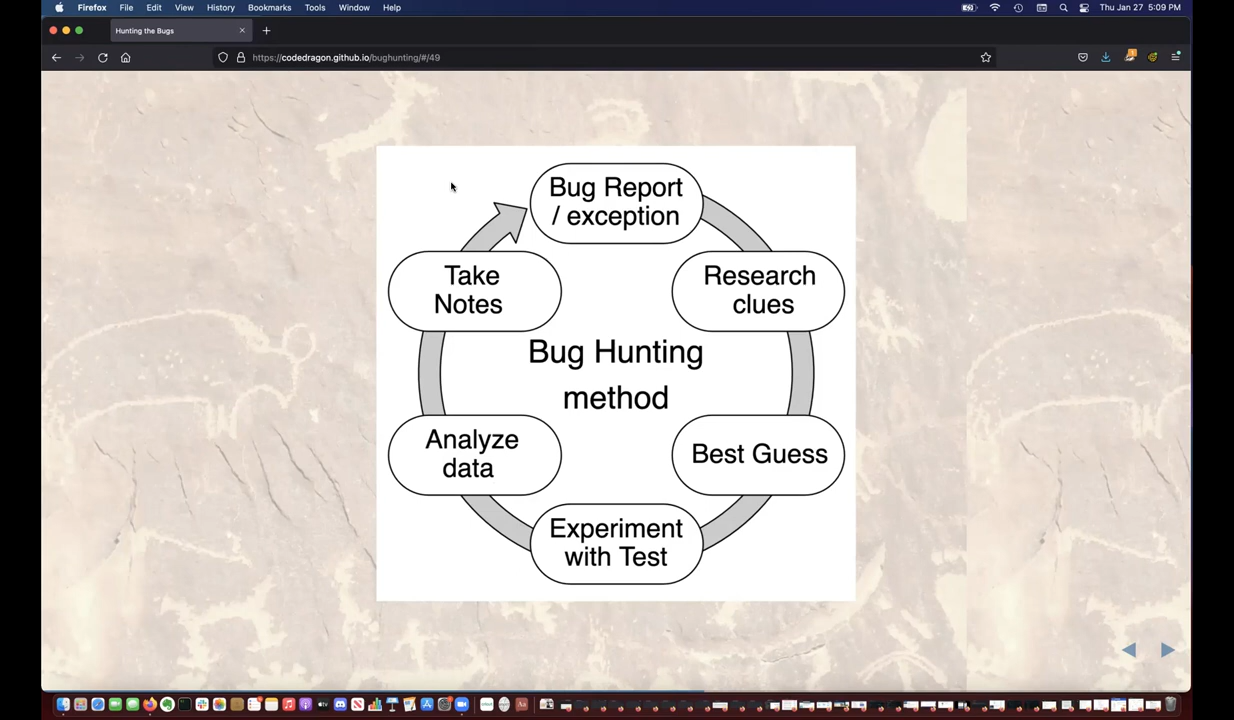 Firefox File Edit View History Bookmarks Tools Window Help Thu Jan 27 5:09 PM
Hunting the Bugs
https://codedragon.github.io/bughunting/#/49
Bug Report
/ exception
Take
Notes
Research
clues
Bug Hunting
method
Analyze
data
Best Guess
Experiment
with Test